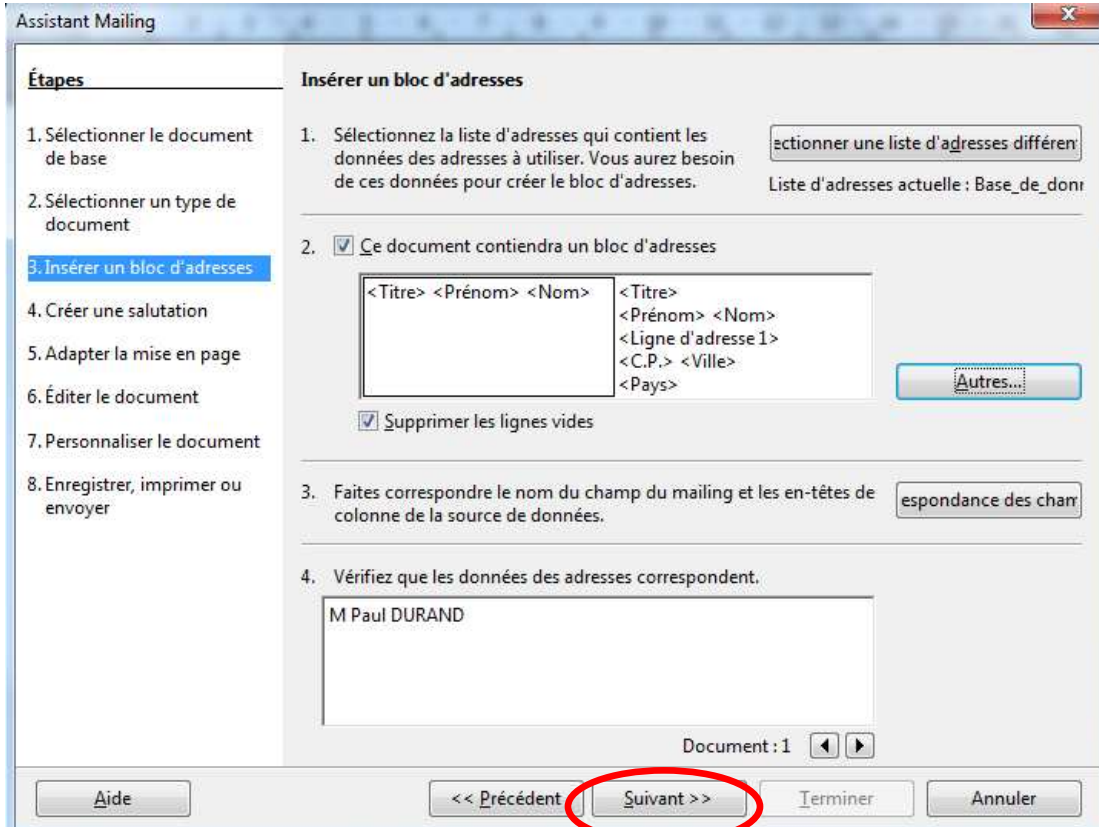 Assistant Mailing
Étapes
1. Sélectionner le document
de base
2. Sélectionner un type de
document
3. Insérer un bloc d'adresses
4. Créer une salutation
5. Adapter la mise en page
6. Éditer le document
7. Personnaliser le document
8. Enregistrer, imprimer ou
envoyer
Insérer un bloc d'adresses
1. Sélectionnez la liste d'adresses qui contient les
données des adresses à utiliser. Vous aurez besoin
de ces données pour créer le bloc d'adresses.
ectionner une liste d'adresses différen
Liste d'adresses actuelle : Base_de_donn
2. Ce document contiendra un bloc d'adresses
<Titre> <Prénom> <Nom>
<Titre>
<Prénom> <Nom>
<Ligne d'adresse 1>
<C.P.> <Ville>
<Pays>
Autres...
Supprimer les lignes vides
3. Faites correspondre le nom du champ du mailing et les en-têtes de
colonne de la source de données.
espondance des cham
4. Vérifiez que les données des adresses correspondent.
M Paul DURAND
Document : 1
Aide
<< Précédent
Suivant >>
Terminer
Annuler